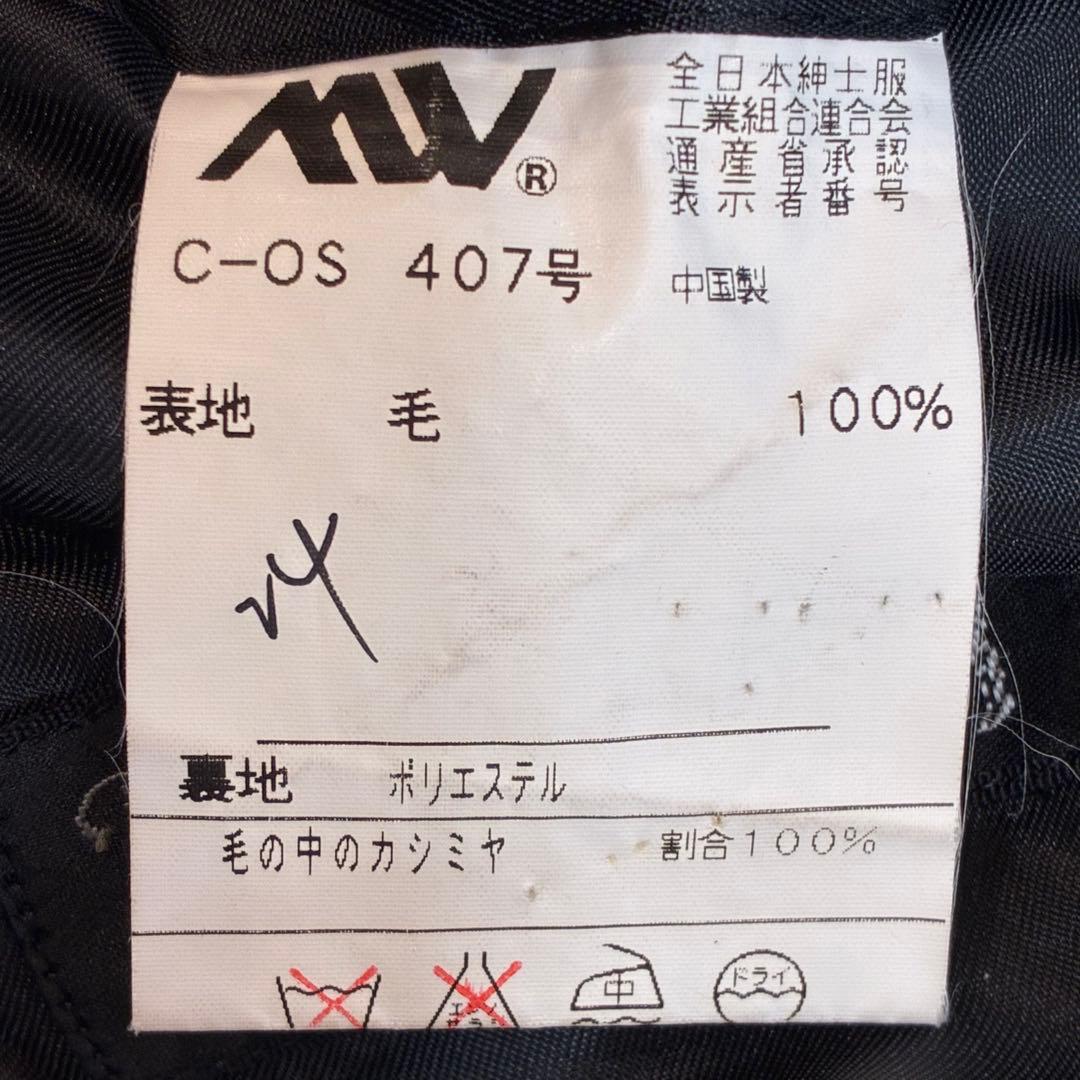 MW®
全日本紳士服
工業組合連合会
通産省承認
表示者番号
C-OS 407号
中国製
表地 毛 100%
裏地 ポリエステル
毛の中のカシミヤ 割合100%
中
ドライ